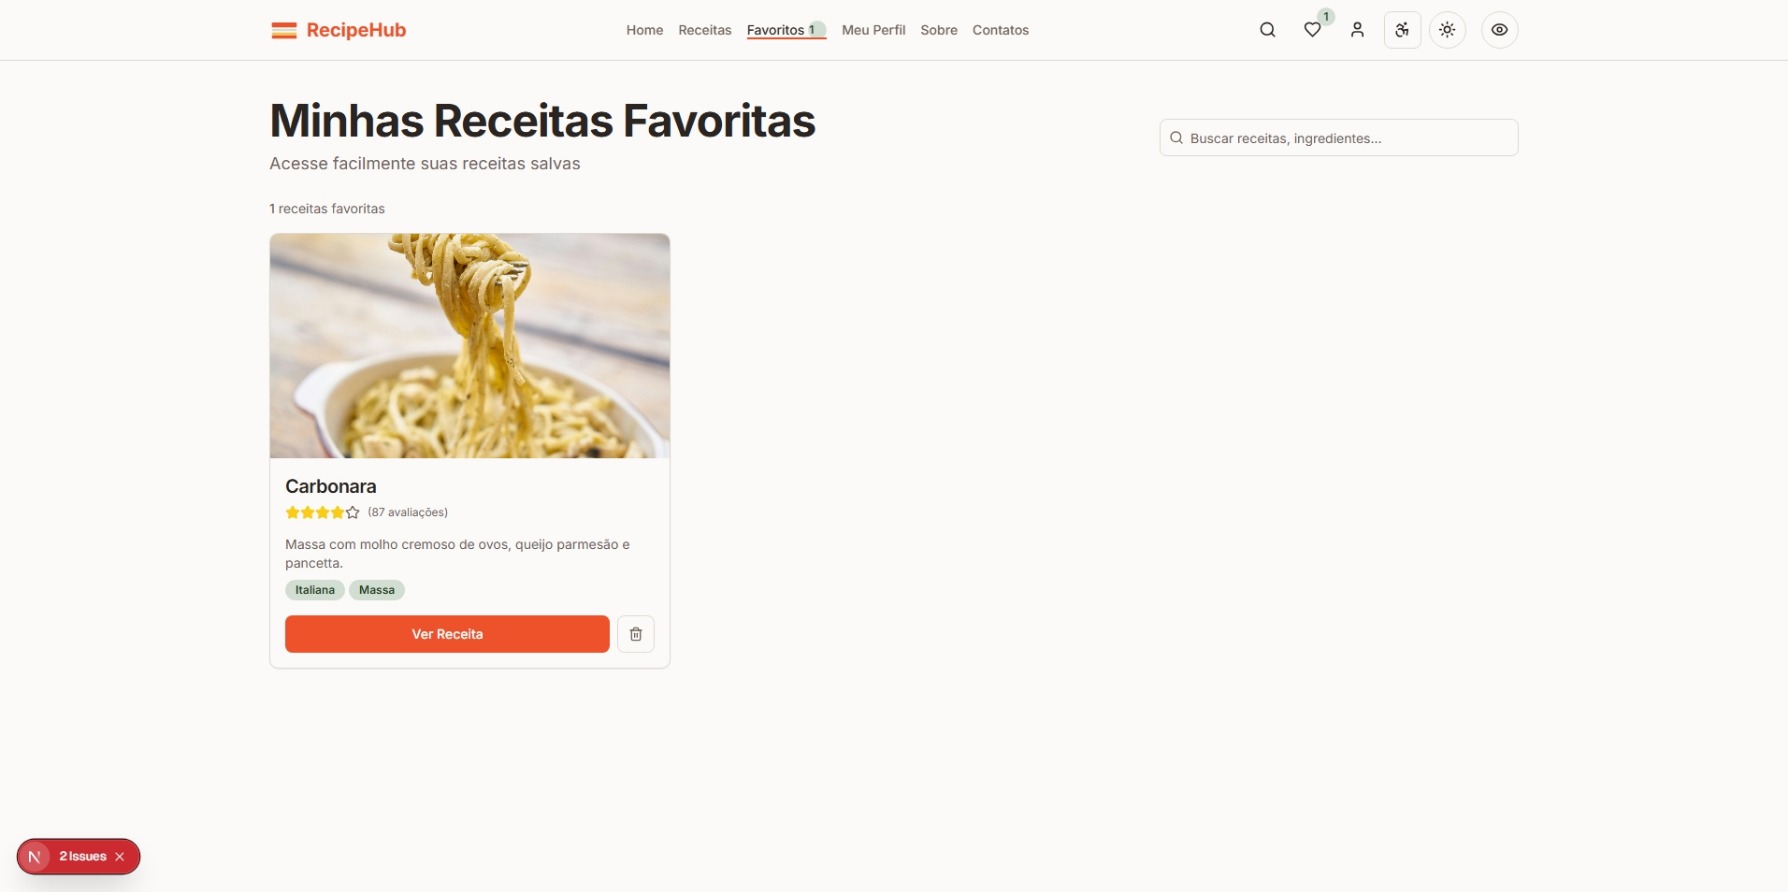 RecipeHub
Home Receitas Favoritos 1 Meu Perfil Sobre Contatos
1
Minhas Receitas Favoritas
Buscar receitas, ingredientes...
Acesse facilmente suas receitas salvas
1 receitas favoritas
Carbonara
(87 avaliações)
Massa com molho cremoso de ovos, queijo parmesão e
pancetta.
Italiana Massa
Ver Receita
N 2 Issues